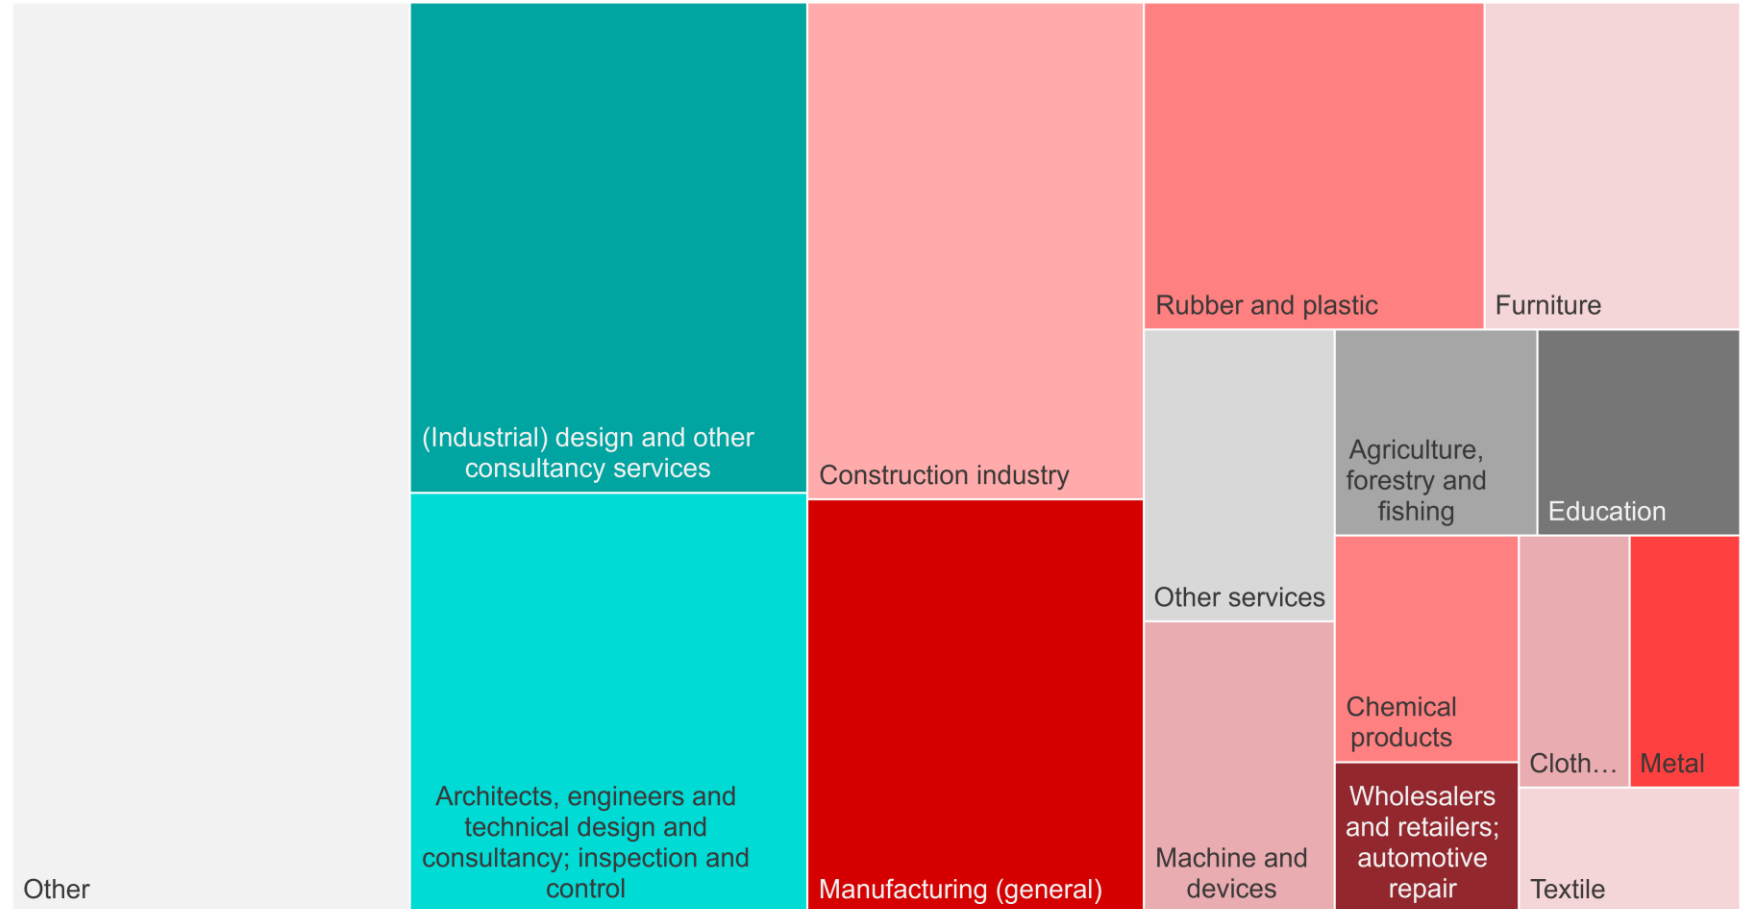 Other
(Industrial) design and other
consultancy services
Architects, engineers and
technical design and
consultancy; inspection and
control
Construction industry
Manufacturing (general)
Rubber and plastic
Furniture
Other services
Machine and
devices
Agriculture,
forestry and
fishing
Education
Chemical
products
Cloth…
Metal
Wholesalers
and retailers;
automotive
repair
Textile